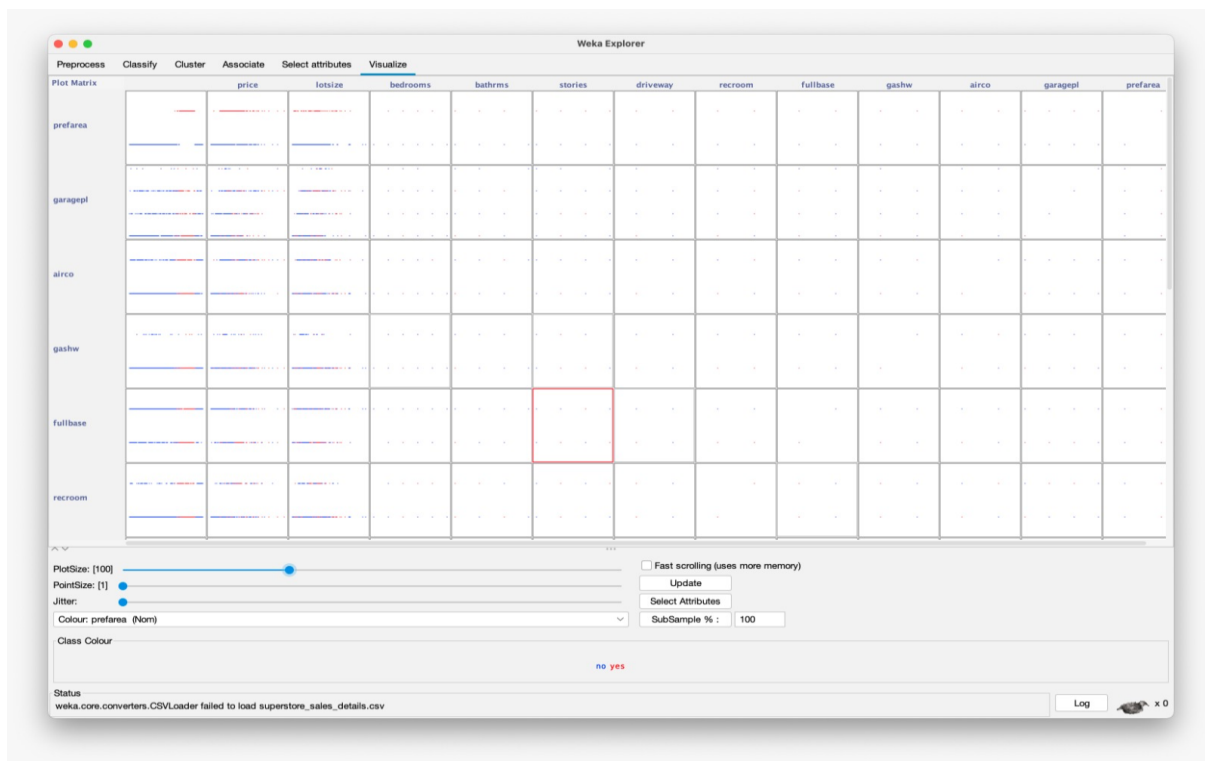 Weka Explorer
Preprocess Classify Cluster Associate Select attributes Visualize
Plot Matrix price lotsize bedrooms bathrms stories driveway recroom fullbase gashw airco garagepl prefarea
prefarea
garagepl
airco
gashw
fullbase
recroom
PlotSize: [100]
Fast scrolling (uses more memory)
PointSize: [1]
Update
Jitter:
Select Attributes
Colour: prefarea (Nom)
SubSample % : 100
Class Colour
no yes
Status
weka.core.converters.CSVLoader failed to load superstore_sales_details.csv
Log x 0